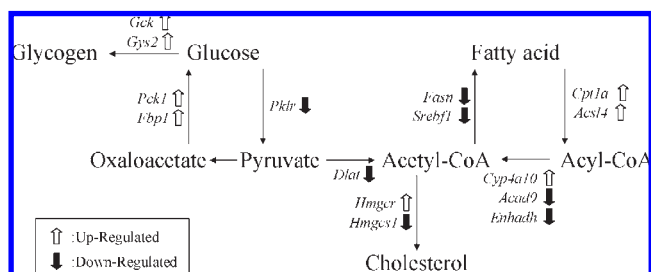 Gck ⇧
Gys2 ⇧
Glycogen
Glucose
Fatty acid
Pck1 ⇧
Fbp1 ⇧
Pklr ⬇
Fasn ⬇
Srebf1 ⬇
Cpt1a ⇧
Acsl4 ⇧
Oxaloacetate
Pyruvate
Acetyl-CoA
Acyl-CoA
Dlat ⬇
Cyp4a10 ⇧
Acad9 ⬇
Enhadh ⬇
Hmgcr ⇧
Hmgcs1 ⬇
Cholesterol
⇧ :Up-Regulated
⬇ :Down-Regulated